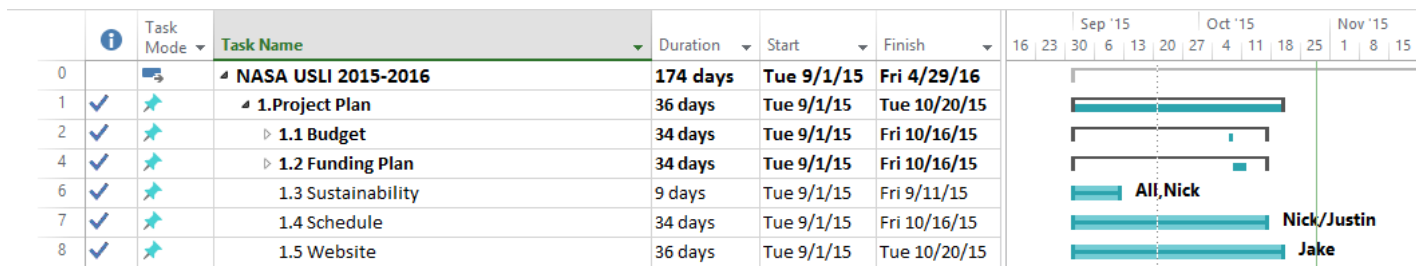 Sep '15 Oct '15 Nov '15
Task Mode Task Name Duration Start Finish 16 23 30 6 13 20 27 4 11 18 25 1 8 15
0 NASA USLI 2015-2016 174 days Tue 9/1/15 Fri 4/29/16
1 1.Project Plan 36 days Tue 9/1/15 Tue 10/20/15
2 1.1 Budget 34 days Tue 9/1/15 Fri 10/16/15
4 1.2 Funding Plan 34 days Tue 9/1/15 Fri 10/16/15
6 1.3 Sustainability 9 days Tue 9/1/15 Fri 9/11/15 All,Nick
7 1.4 Schedule 34 days Tue 9/1/15 Fri 10/16/15 Nick/Justin
8 1.5 Website 36 days Tue 9/1/15 Tue 10/20/15 Jake